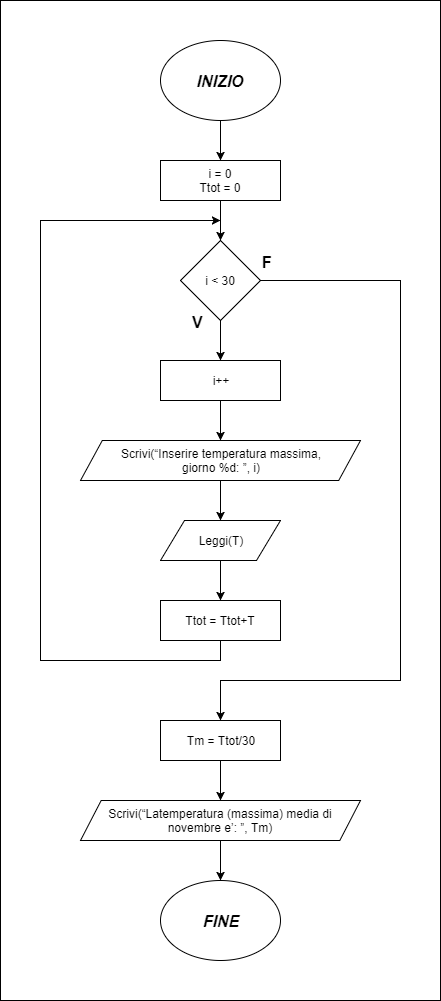 INIZIO
i = 0
Ttot = 0
i < 30
F
V
i++
Scrivi(“Inserire temperatura massima,
giorno %d: ”, i)
Leggi(T)
Ttot = Ttot+T
Tm = Ttot/30
Scrivi(“Latemperatura (massima) media di
novembre e’: ”, Tm)
FINE